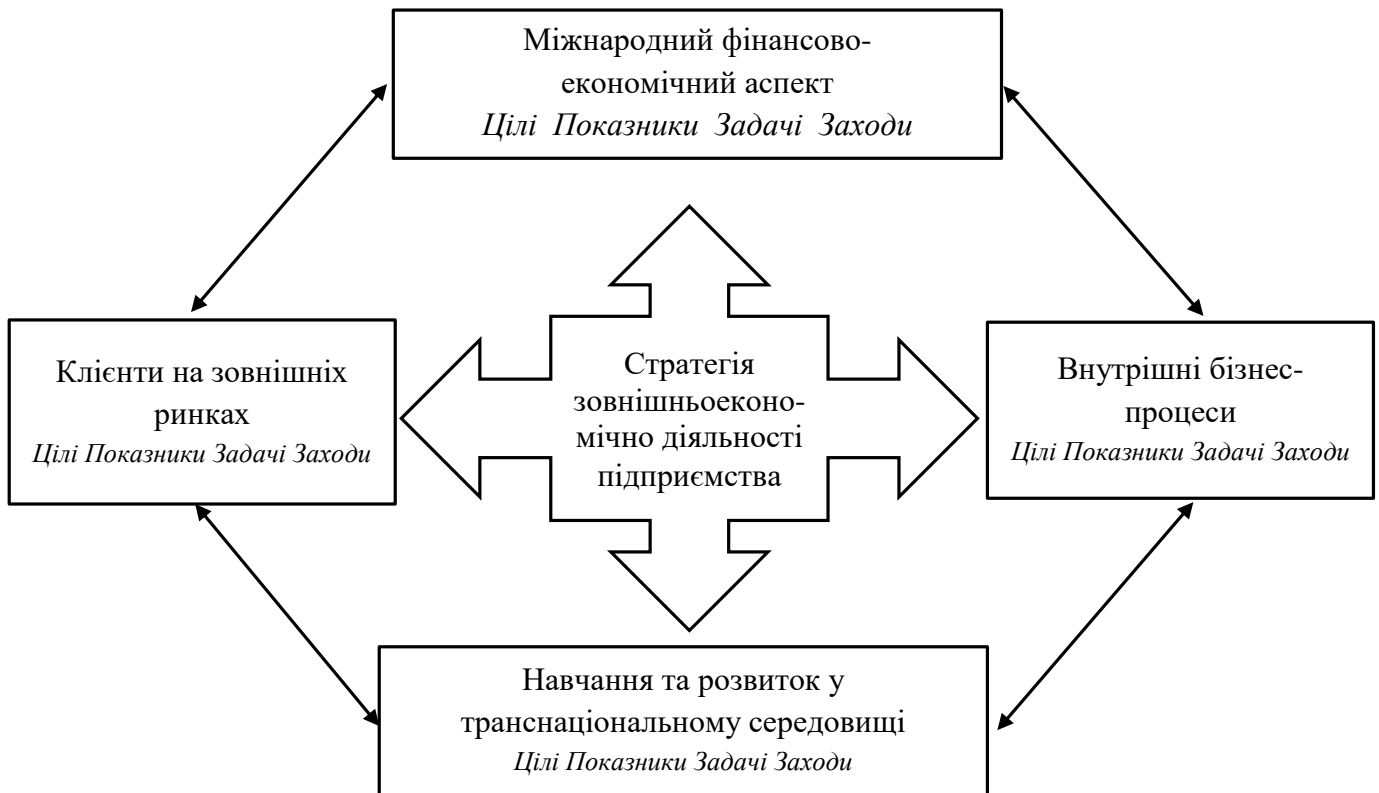 Міжнародний фінансово-
економічний аспект
Цілі Показники Задачі Заходи
Клієнти на зовнішніх
ринках
Цілі Показники Задачі Заходи
Стратегія
зовнішньоеконо-
мічно діяльності
підприємства
Внутрішні бізнес-
процеси
Цілі Показники Задачі Заходи
Навчання та розвиток у
транснаціональному середовищі
Цілі Показники Задачі Заходи